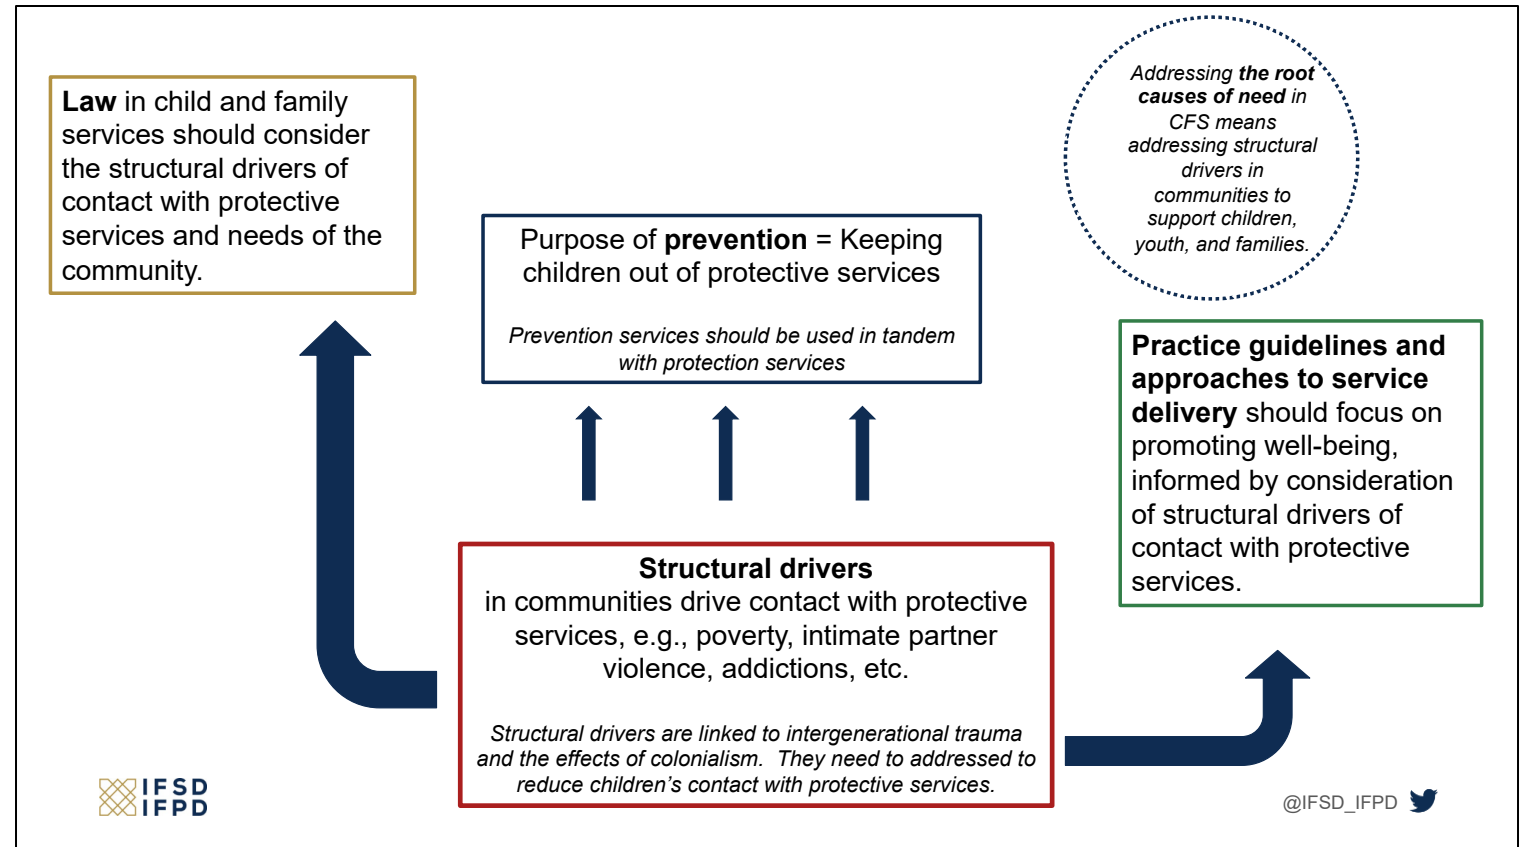 Law in child and family
services should consider
the structural drivers of
contact with protective
services and needs of the
community.
Addressing the root
causes of need in
CFS means
addressing structural
drivers in
communities to
support children,
youth, and families.
Purpose of prevention = Keeping
children out of protective services
Prevention services should be used in tandem
with protection services
Practice guidelines and
approaches to service
delivery should focus on
promoting well-being,
informed by consideration
of structural drivers of
contact with protective
services.
Structural drivers
in communities drive contact with protective
services, e.g., poverty, intimate partner
violence, addictions, etc.
Structural drivers are linked to intergenerational trauma
and the effects of colonialism.  They need to addressed to
reduce children’s contact with protective services.
IFSD
IFPD
@IFSD_IFPD